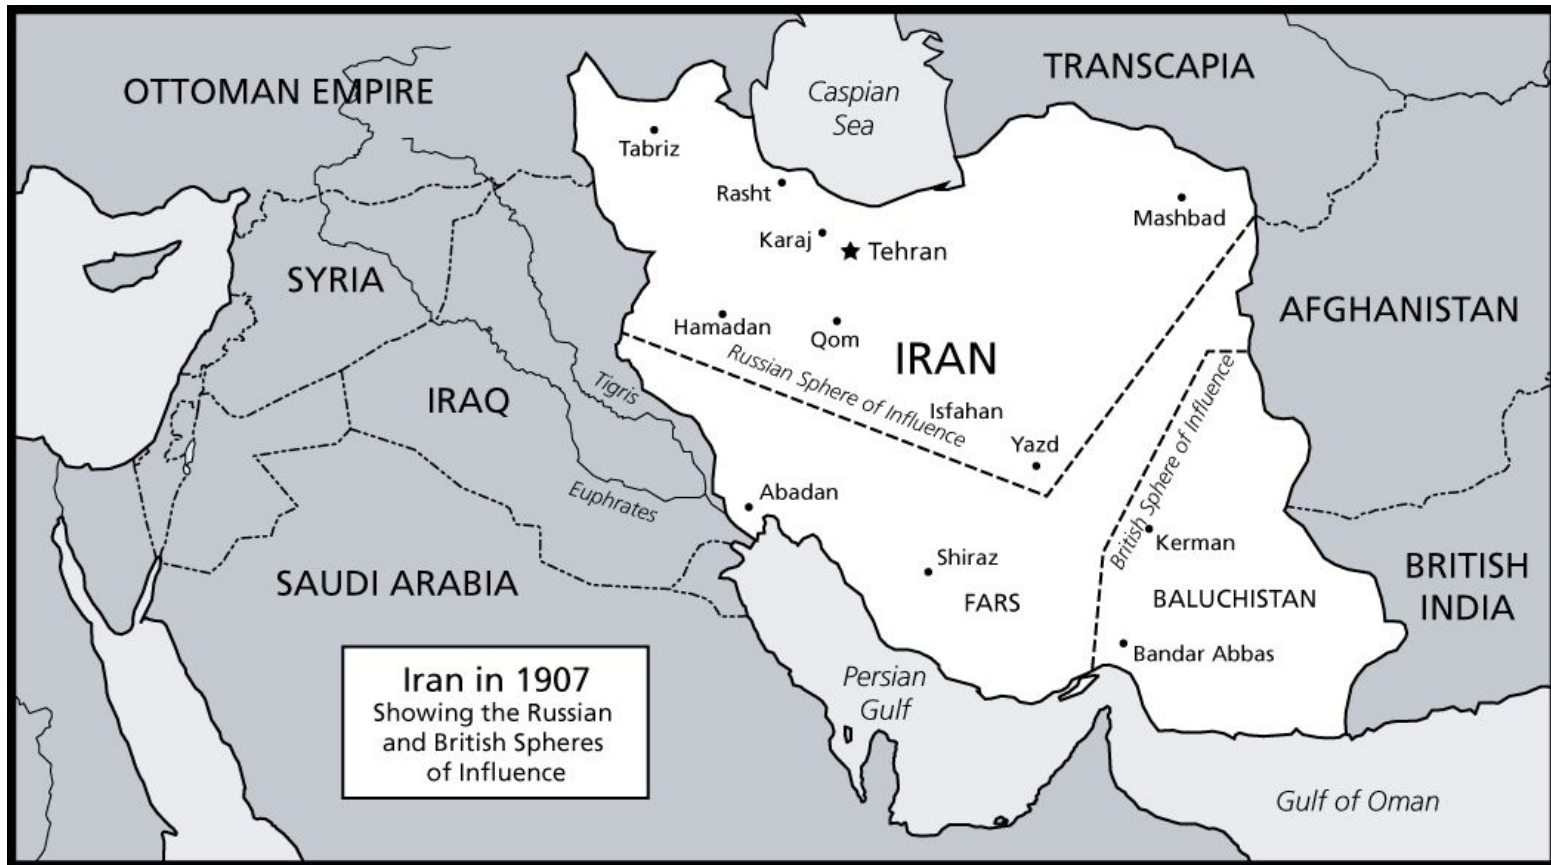 OTTOMAN EMPIRE
TRANSCAPIA
Caspian
Sea
Tabriz
Rasht
Mashbad
Karaj
Tehran
SYRIA
AFGHANISTAN
Hamadan
Qom
IRAN
Russian Sphere of Influence
British Sphere of Influence
Tigris
IRAQ
Isfahan
Yazd
Euphrates
Abadan
Kerman
Shiraz
BRITISH
INDIA
SAUDI ARABIA
FARS
BALUCHISTAN
Bandar Abbas
Iran in 1907
Showing the Russian
and British Spheres
of Influence
Persian
Gulf
Gulf of Oman